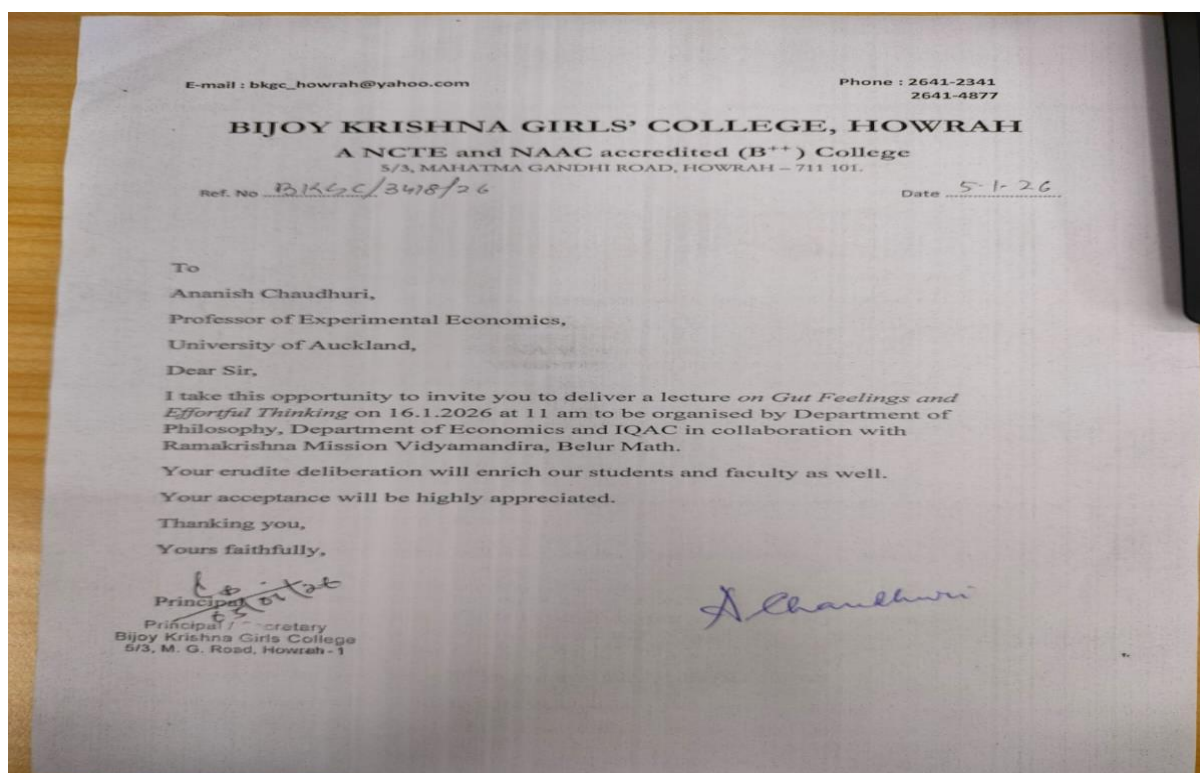 E-mail : bkgc_howrah@yahoo.com
Phone : 2641-2341
2641-4877
BIJOY KRISHNA GIRLS' COLLEGE, HOWRAH
A NCTE and NAAC accredited (B++) College
5/3, MAHATMA GANDHI ROAD, HOWRAH – 711 101.
Ref. No BKGC/3418/26
Date 5-1-26
To
Ananish Chaudhuri,
Professor of Experimental Economics,
University of Auckland,
Dear Sir,
I take this opportunity to invite you to deliver a lecture on Gut Feelings and
Effortful Thinking on 16.1.2026 at 11 am to be organised by Department of
Philosophy, Department of Economics and IQAC in collaboration with
Ramakrishna Mission Vidyamandira, Belur Math.
Your erudite deliberation will enrich our students and faculty as well.
Your acceptance will be highly appreciated.
Thanking you,
Yours faithfully,
Principal
Principal /
Bijoy Krishna Girls College
5/3, M. G. Road, Howrah - 1
A Chaudhuri